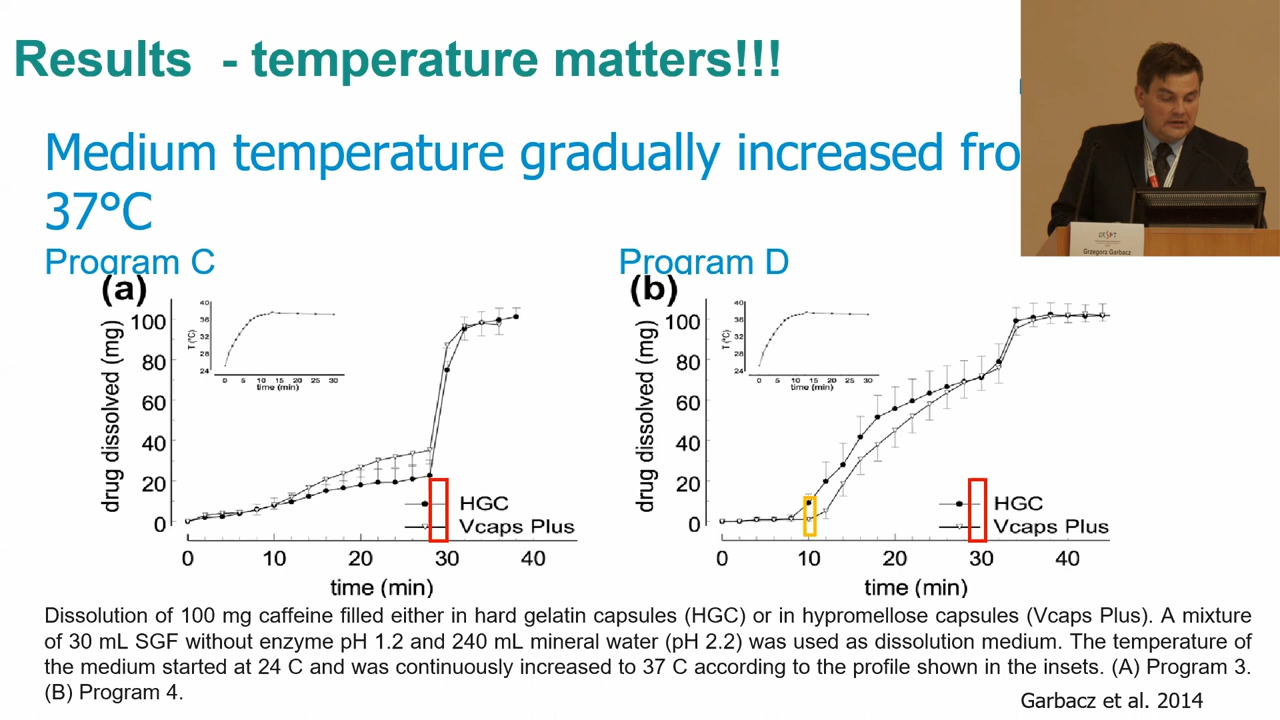 Results - temperature matters!!!
Medium temperature gradually increased fro
37°C
Program C
Program D
(a)
drug dissolved (mg)
100
80
60
40
20
0
T (°C)
40
36
32
28
24
0 5 10 15 20 25 30
time (min)
HGC
Vcaps Plus
0 10 20 30 40
time (min)
(b)
drug dissolved (mg)
100
80
60
40
20
0
T (°C)
40
36
32
28
24
0 5 10 15 20 25 30
time (min)
HGC
Vcaps Plus
0 10 20 30 40
time (min)
Dissolution of 100 mg caffeine filled either in hard gelatin capsules (HGC) or in hypromellose capsules (Vcaps Plus). A mixture
of 30 mL SGF without enzyme pH 1.2 and 240 mL mineral water (pH 2.2) was used as dissolution medium. The temperature of
the medium started at 24 C and was continuously increased to 37 C according to the profile shown in the insets. (A) Program 3.
(B) Program 4.
Garbacz et al. 2014
Grzegorz Garbacz